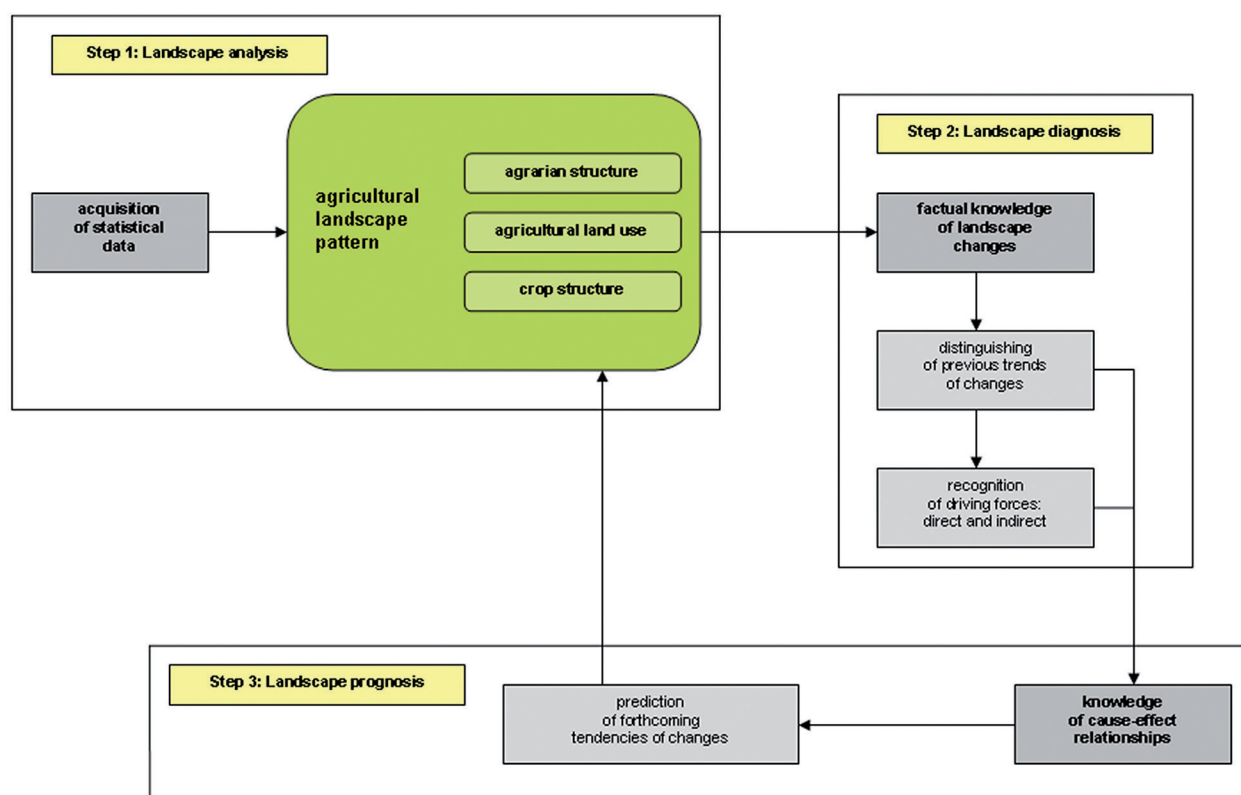 Step 1: Landscape analysis
acquisition
of statistical
data
agricultural
landscape
pattern
agrarian structure
agricultural land use
crop structure
Step 2: Landscape diagnosis
factual knowledge
of landscape
changes
distinguishing
of previous trends
of changes
recognition
of driving forces:
direct and indirect
Step 3: Landscape prognosis
prediction
of forthcoming
tendencies of changes
knowledge
of cause-effect
relationships